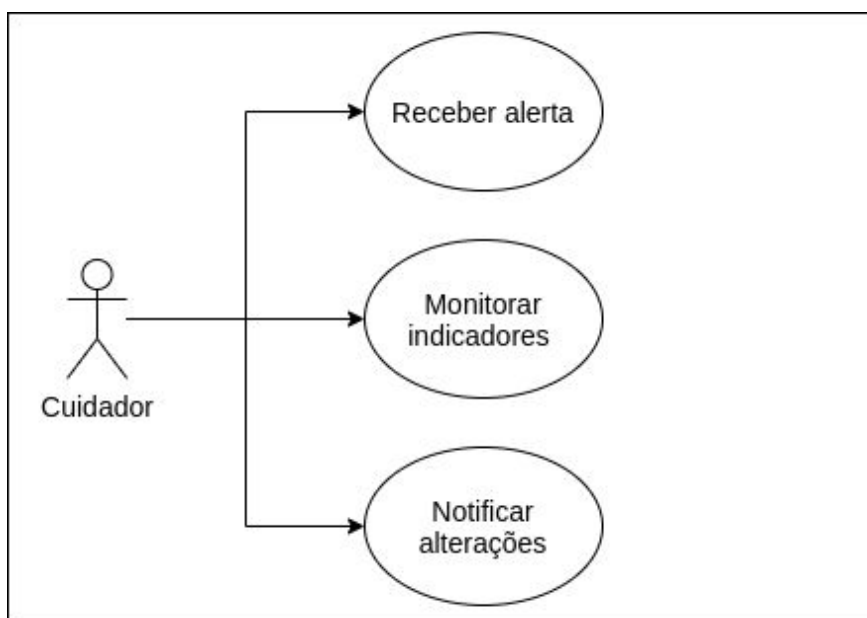 Receber alerta
Monitorar
indicadores
Cuidador
Notificar
alterações